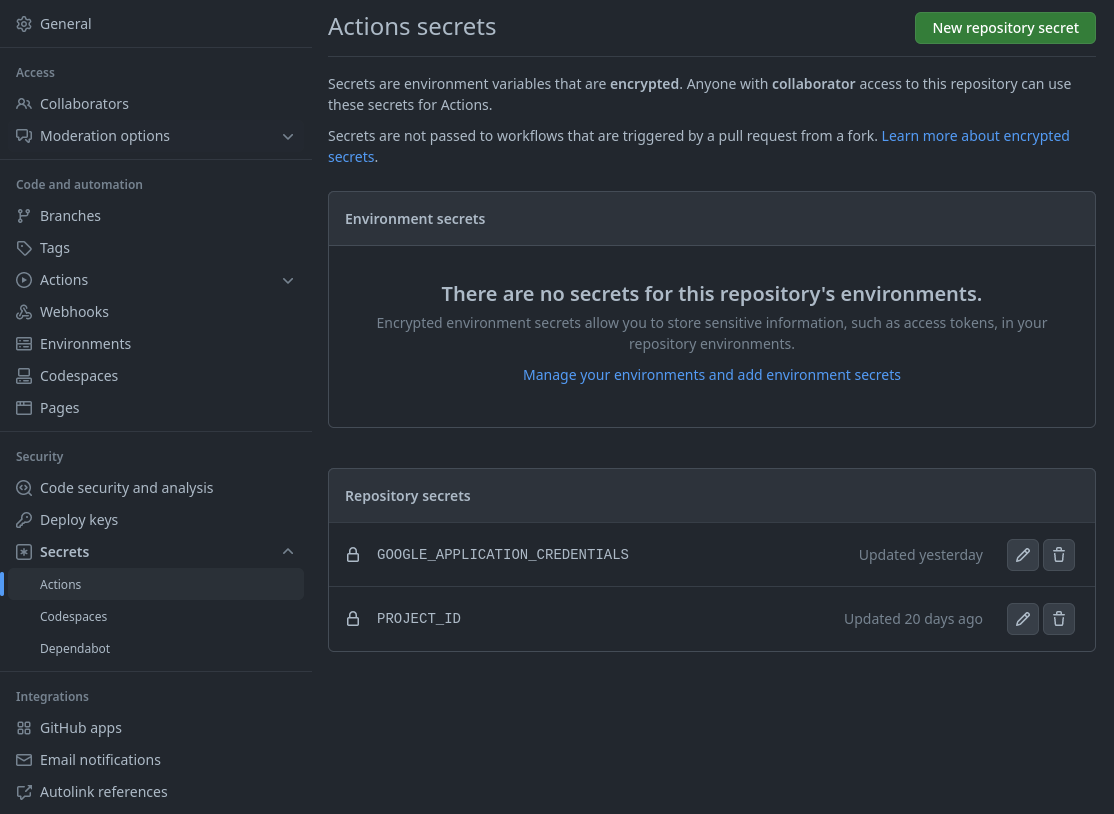 General
Access
Collaborators
Moderation options
Code and automation
Branches
Tags
Actions
Webhooks
Environments
Codespaces
Pages
Security
Code security and analysis
Deploy keys
Secrets
Actions
Codespaces
Dependabot
Integrations
GitHub apps
Email notifications
Autolink references
Actions secrets
New repository secret
Secrets are environment variables that are encrypted. Anyone with collaborator access to this repository can use
these secrets for Actions.
Secrets are not passed to workflows that are triggered by a pull request from a fork. Learn more about encrypted
secrets.
Environment secrets
There are no secrets for this repository's environments.
Encrypted environment secrets allow you to store sensitive information, such as access tokens, in your
repository environments.
Manage your environments and add environment secrets
Repository secrets
GOOGLE_APPLICATION_CREDENTIALS Updated yesterday
PROJECT_ID Updated 20 days ago